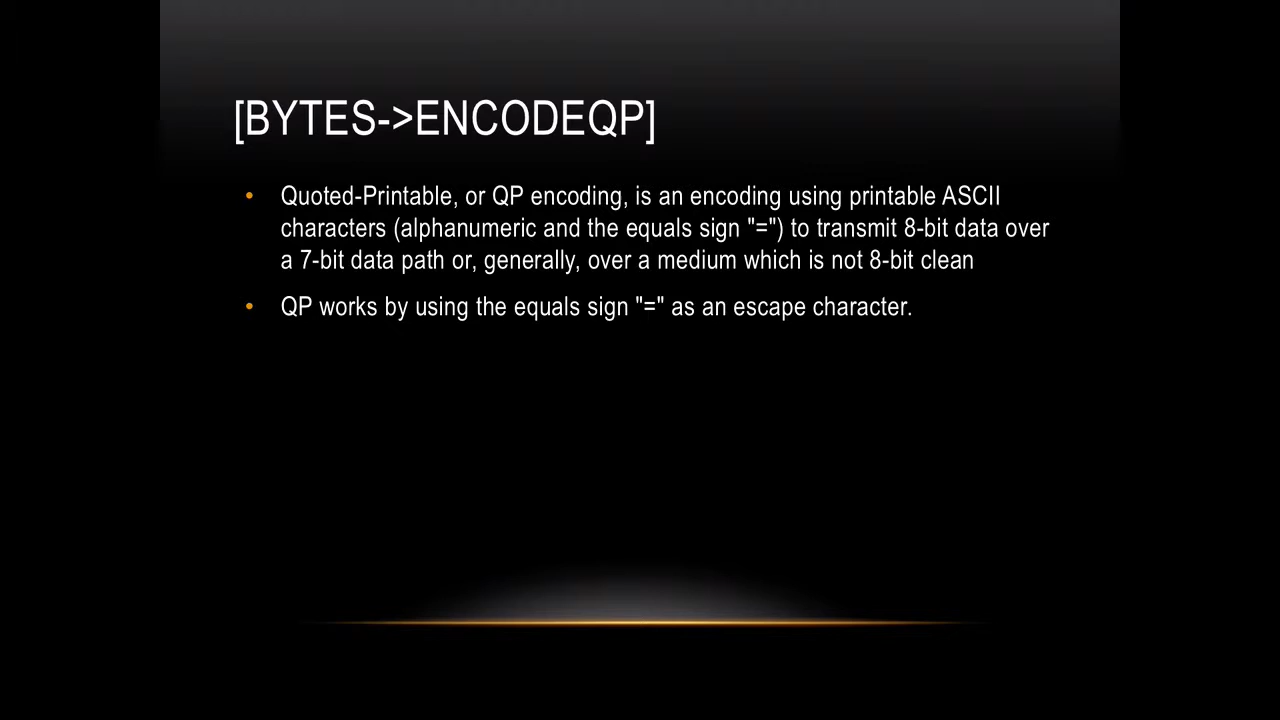 [BYTES->ENCODEQP]
• Quoted-Printable, or QP encoding, is an encoding using printable ASCII
characters (alphanumeric and the equals sign "=") to transmit 8-bit data over
a 7-bit data path or, generally, over a medium which is not 8-bit clean
• QP works by using the equals sign "=" as an escape character.